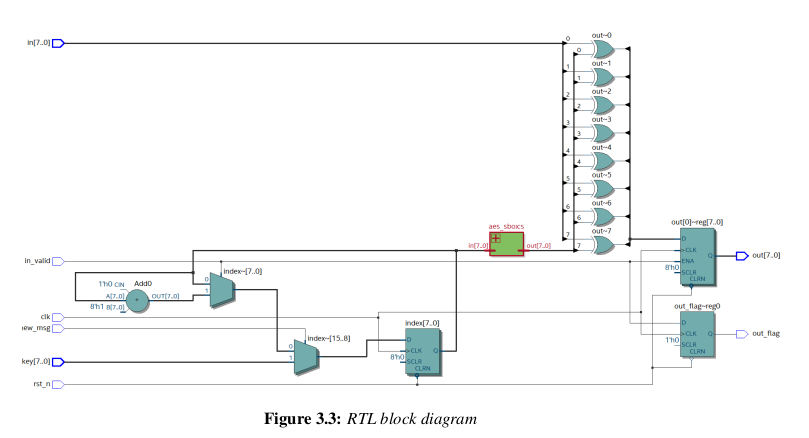 in[7..0]
0
out~0
0
out~1
1
1
out~2
2
2
out~3
3
3
out~4
4
4
out~5
5
5
out~6
6
6
out~7
7
7
aes_sboics
in[7..0]
out[7..0]
out[0]~reg[7..0]
D
>CLK
ENA
8'h0
SCLR
CLRN
Q
out[7..0]
in_valid
index~[7..0]
0
1
1'h0 CIN
Add0
A[7..0]
+
OUT[7..0]
8'h1 B[7..0]
clk
ew_msg
index~[15..8]
0
1
key[7..0]
rst_n
index[7..0]
D
>CLK
8'h0
SCLR
CLRN
Q
out_flag~reg0
D
>CLK
1'h0
SCLR
CLRN
Q
out_flag
Figure 3.3: RTL block diagram